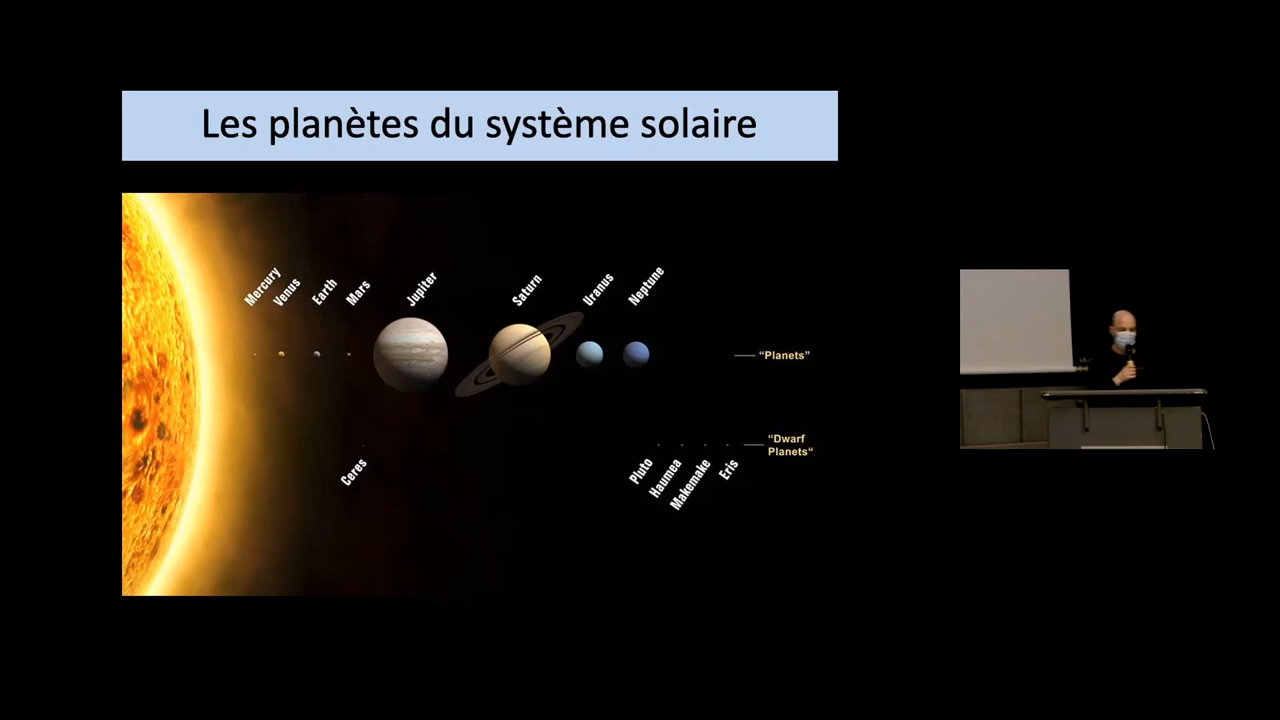 Les planètes du système solaire
Mercury
Venus
Earth
Mars
Jupiter
Saturn
Uranus
Neptune
“Planets”
“Dwarf
Planets“
Ceres
Pluto
Haumea
Makemake
Eris